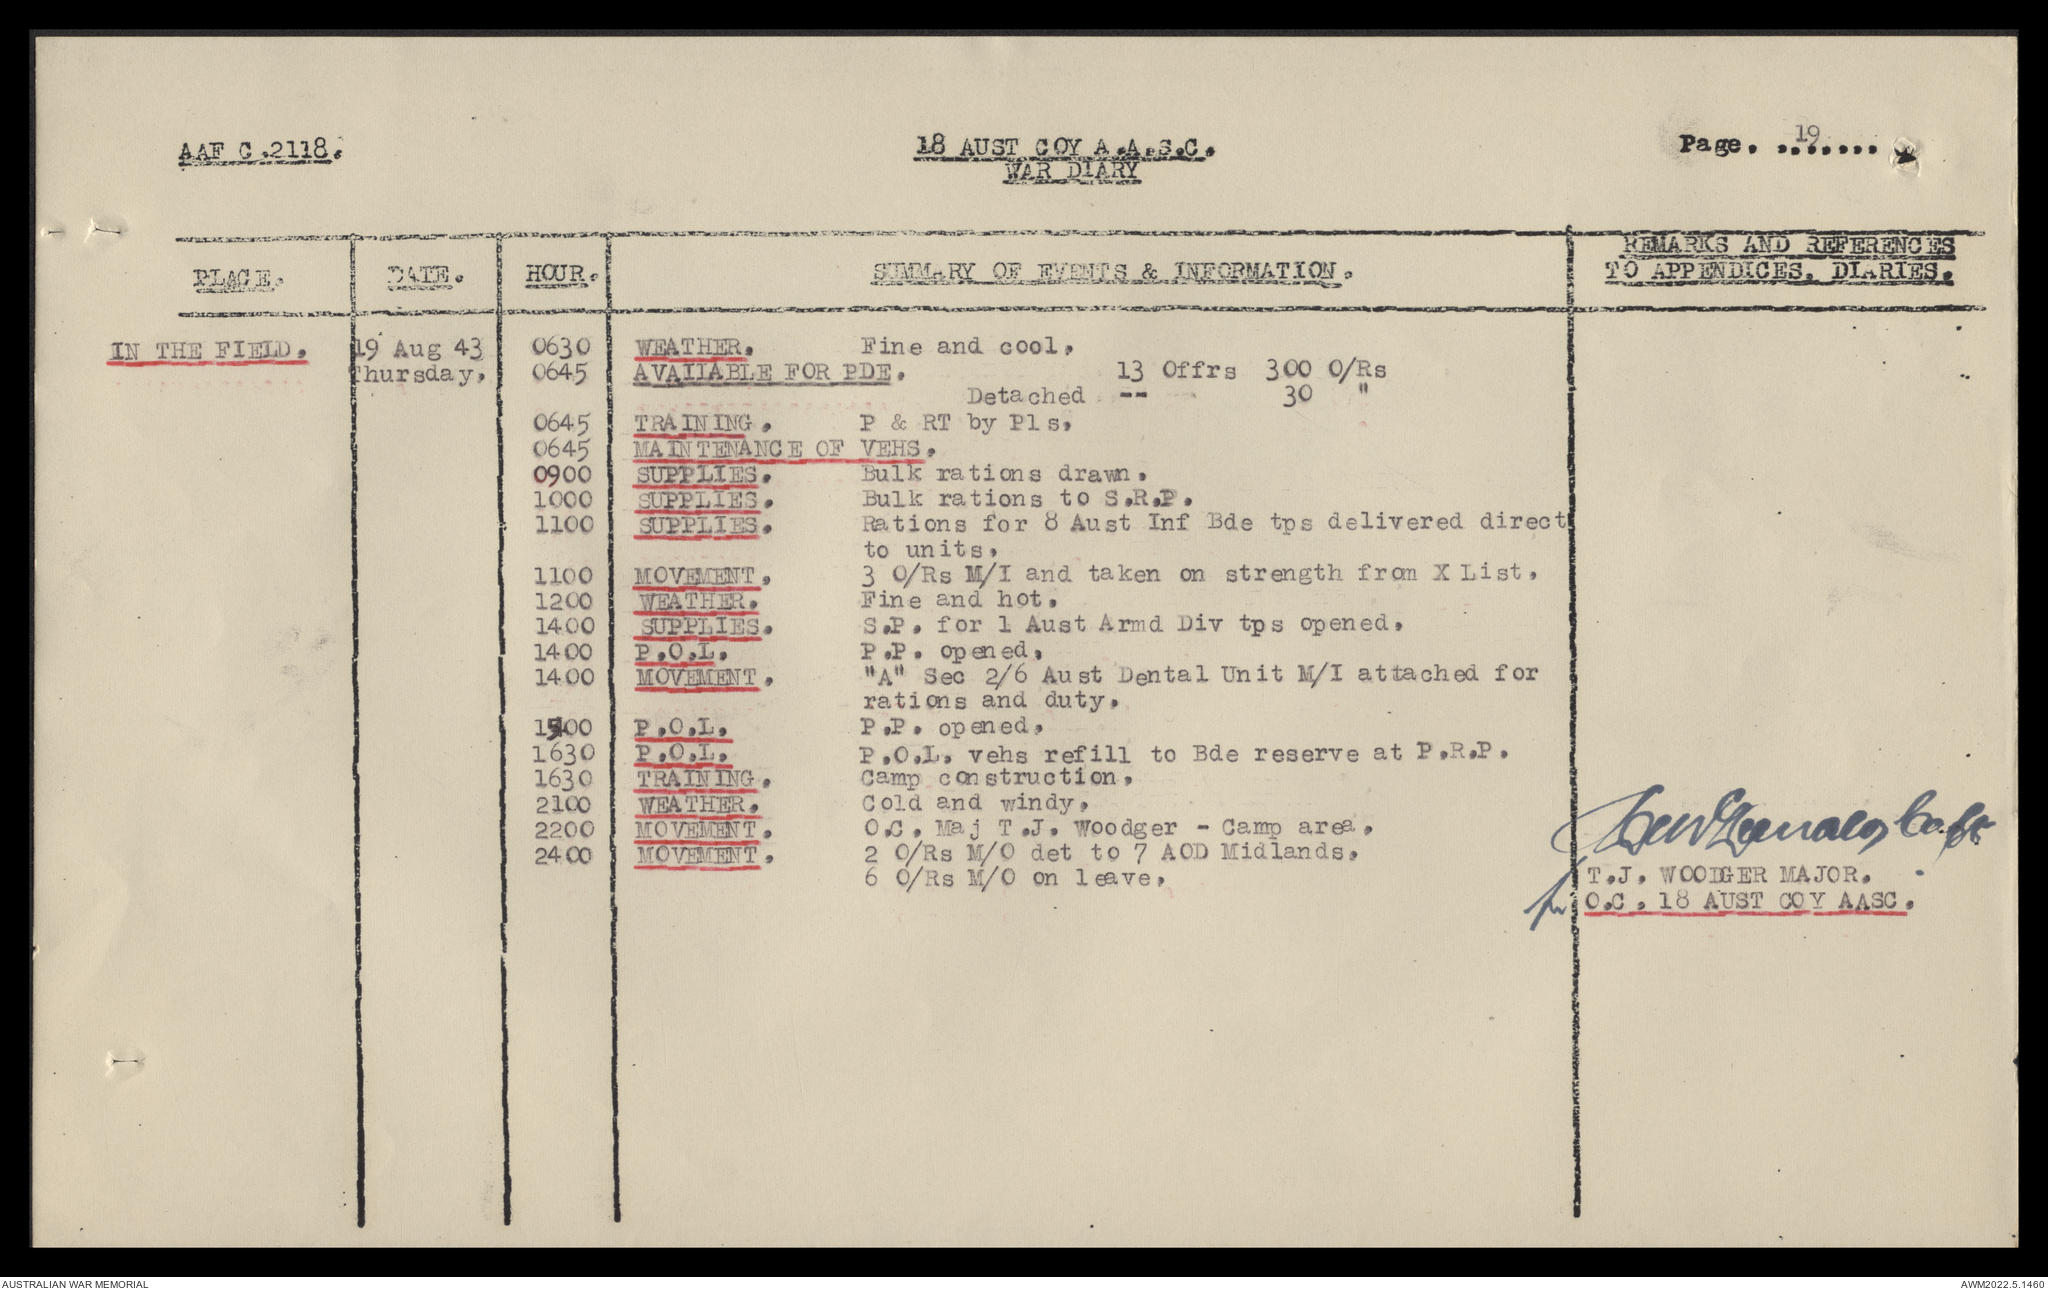 AAF C.2118.
18 AUST COY A.A.S.C.
WAR DIARY
Page. .19......
PLACE. DATE. HOUR. SUMMARY OF EVENTS & INFORMATION. REMARKS AND REFERENCES
TO APPENDICES. DIARIES.
IN THE FIELD. 19 Aug 43 0630 WEATHER. Fine and cool.
Thursday. 0645 AVAILABLE FOR PDE. 13 Offrs 300 O/Rs
Detached -- 30 "
0645 TRAINING. P & RT by Pls.
0645 MAINTENANCE OF VEHS.
0900 SUPPLIES. Bulk rations drawn.
1000 SUPPLIES. Bulk rations to S.R.P.
1100 SUPPLIES. Rations for 8 Aust Inf Bde tps delivered direct
to units.
1100 MOVEMENT. 3 O/Rs M/I and taken on strength from X List.
1200 WEATHER. Fine and hot.
1400 SUPPLIES. S.P. for 1 Aust Armd Div tps opened.
1400 P.O.L. P.P. opened.
1400 MOVEMENT. "A" Sec 2/6 Aust Dental Unit M/I attached for
rations and duty.
1500 P.O.L. P.P. opened.
1630 P.O.L. P.O.L. vehs refill to Bde reserve at P.R.P.
1630 TRAINING. Camp construction.
2100 WEATHER. Cold and windy.
2200 MOVEMENT. O.C. Maj T.J. Woodger - Camp area.
2400 MOVEMENT. 2 O/Rs M/O det to 7 AOD Midlands.
6 O/Rs M/O on leave.
Capt
T.J. WOODGER MAJOR.
for O.C. 18 AUST COY AASC.
AUSTRALIAN WAR MEMORIAL
AWM2022.5.1460